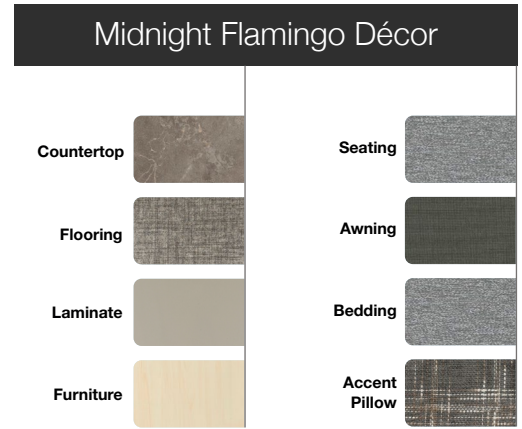 Midnight Flamingo Décor
Countertop
Flooring
Laminate
Furniture
Seating
Awning
Bedding
Accent
Pillow